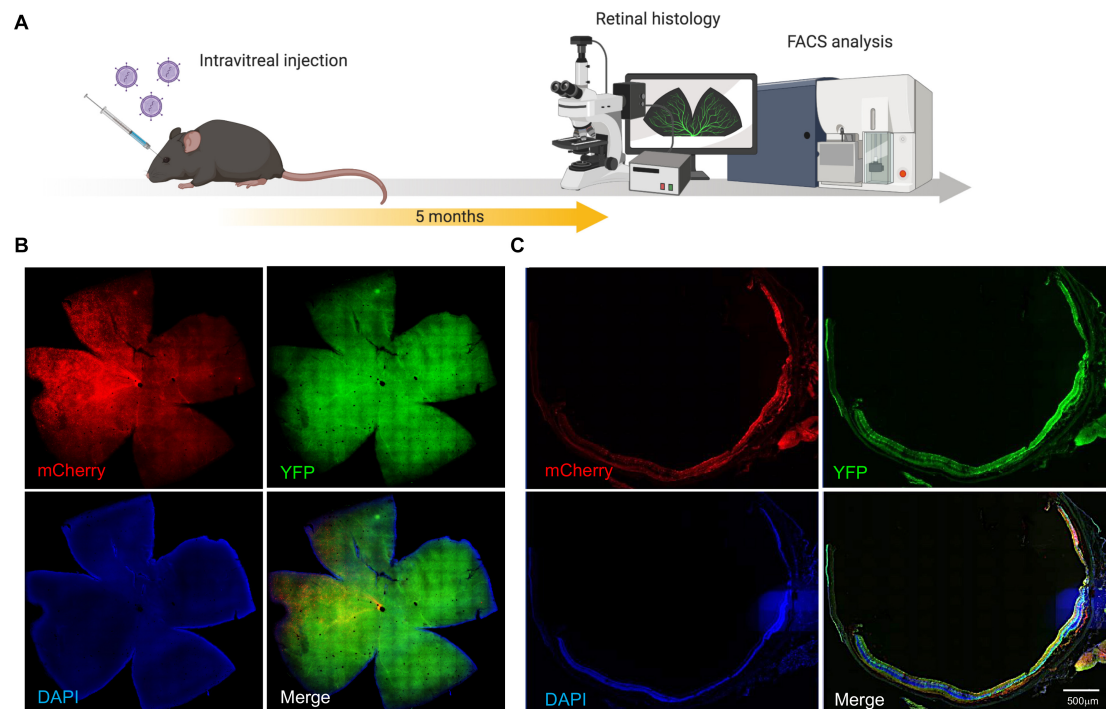 A
Intravitreal injection
Retinal histology
FACS analysis
5 months
B
mCherry
YFP
DAPI
Merge
C
mCherry
YFP
DAPI
Merge
500μm